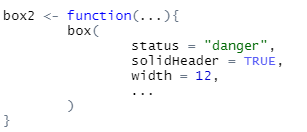 box2 <- function(...){
box(
status = "danger",
solidHeader = TRUE,
width = 12,
...
)
}